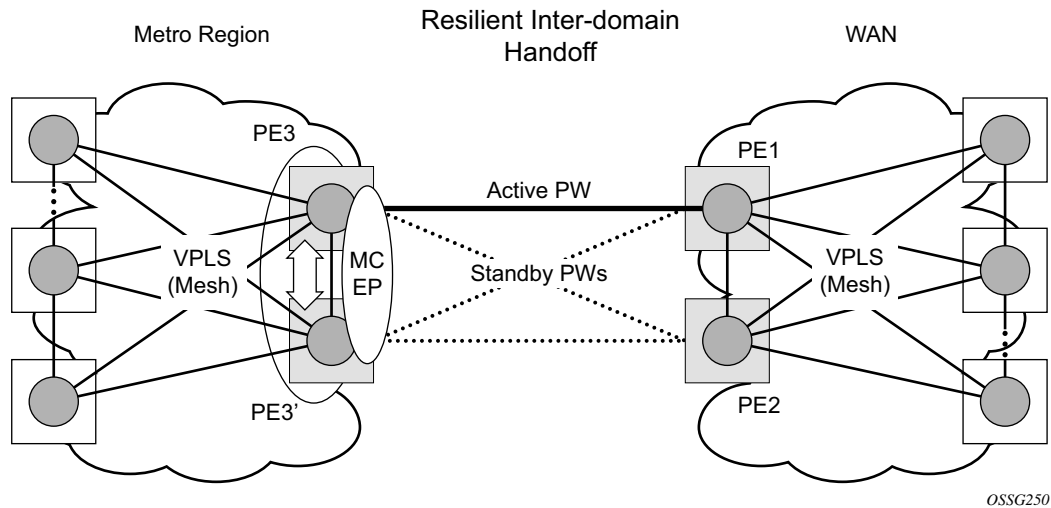 Resilient Inter-domain
Handoff
Metro Region
WAN
PE3
PE1
Active PW
VPLS
(Mesh)
MC
EP
Standby PWs
VPLS
(Mesh)
PE3’
PE2
OSSG250